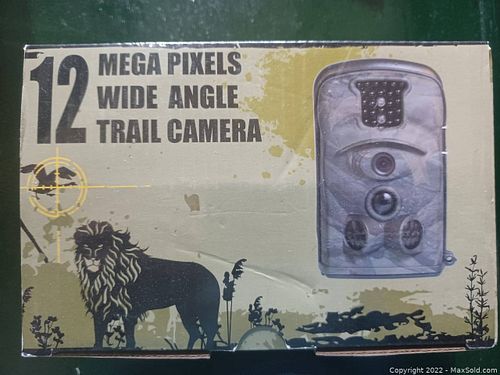 12
MEGA PIXELS
WIDE ANGLE
TRAIL CAMERA
Copyright 2022 - MaxSold.com